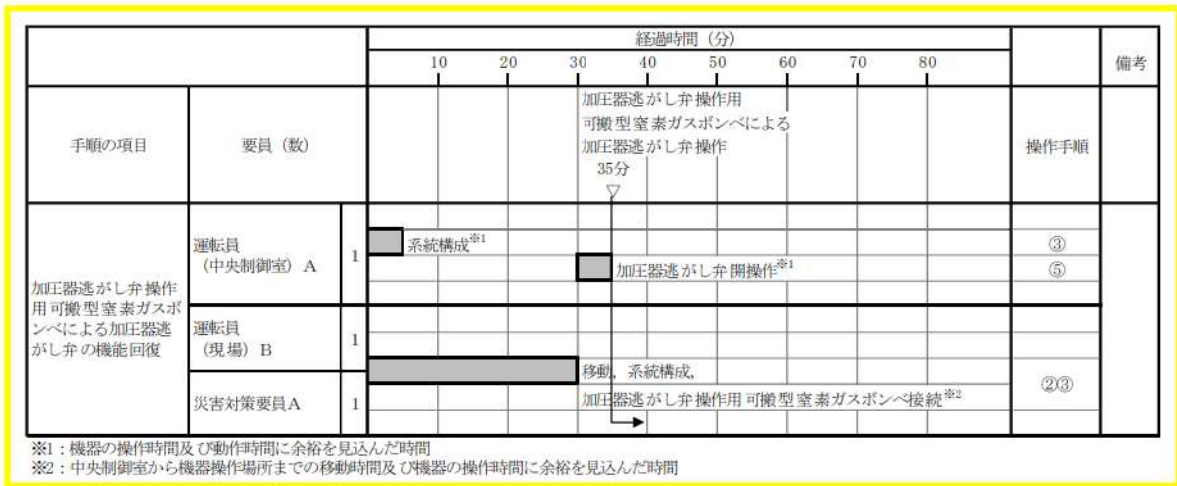 経過時間（分）
10 20 30 40 50 60 70 80
備考
手順の項目
要員（数）
加圧器逃がし弁操作用
可搬型窒素ガスボンベによる
加圧器逃がし弁操作
35分
▽
操作手順
加圧器逃がし弁操作
用可搬型窒素ガスボ
ンベによる加圧器逃
がし弁の機能回復
運転員
（中央制御室）A
1
系統構成※1
③
加圧器逃がし弁開操作※1
⑤
運転員
（現場）B
1
災害対策要員A
1
移動，系統構成，
加圧器逃がし弁操作用可搬型窒素ガスボンベ接続※2
②③
※1：機器の操作時間及び動作時間に余裕を見込んだ時間
※2：中央制御室から機器操作場所までの移動時間及び機器の操作時間に余裕を見込んだ時間